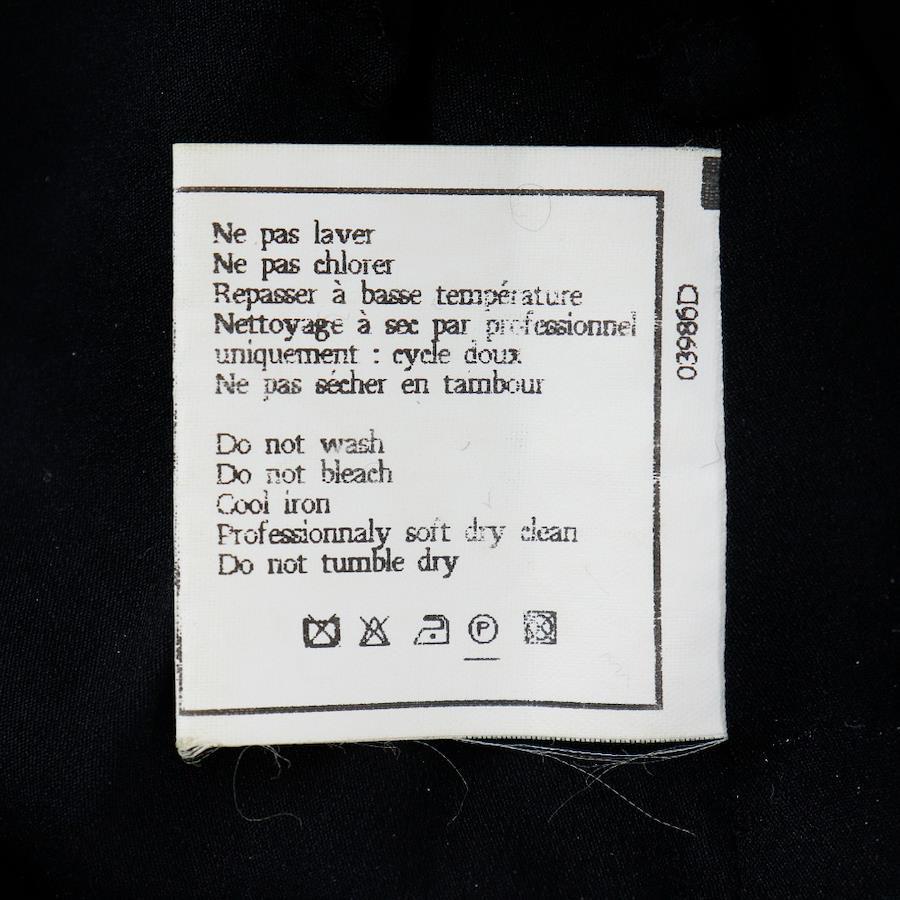 Ne pas laver
Ne pas chlorer
Repasser à basse température
Nettoyage à sec par professionnel
uniquement : cycle doux
Ne pas sécher en tambour
Do not wash
Do not bleach
Cool iron
Professionnaly soft dry clean
Do not tumble dry
P
03986D